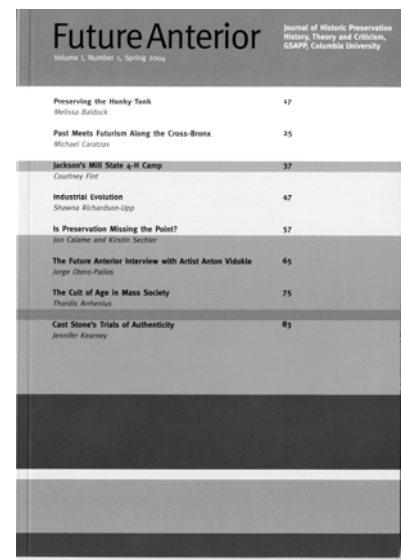 Future Anterior
Journal of Historic Preservation
History, Theory and Criticism,
GSAPP, Columbia University
Volume I, Number 1, Spring 2004
Preserving the Honky-Tonk 17
Melissa Baldock
Past Meets Futurism Along the Cross-Bronx 25
Michael Caratzas
Jackson's Mill State 4-H Camp 37
Courtney Fint
Industrial Evolution 47
Shawna Richardson-Upp
Is Preservation Missing the Point? 57
Jon Calame and Kirstin Sechler
The Future Anterior Interview with Artist Anton Vidokle 65
Jorge Otero-Pailos
The Cult of Age in Mass Society 75
Thordis Arrhenius
Cast Stone's Trials of Authenticity 83
Jennifer Kearney